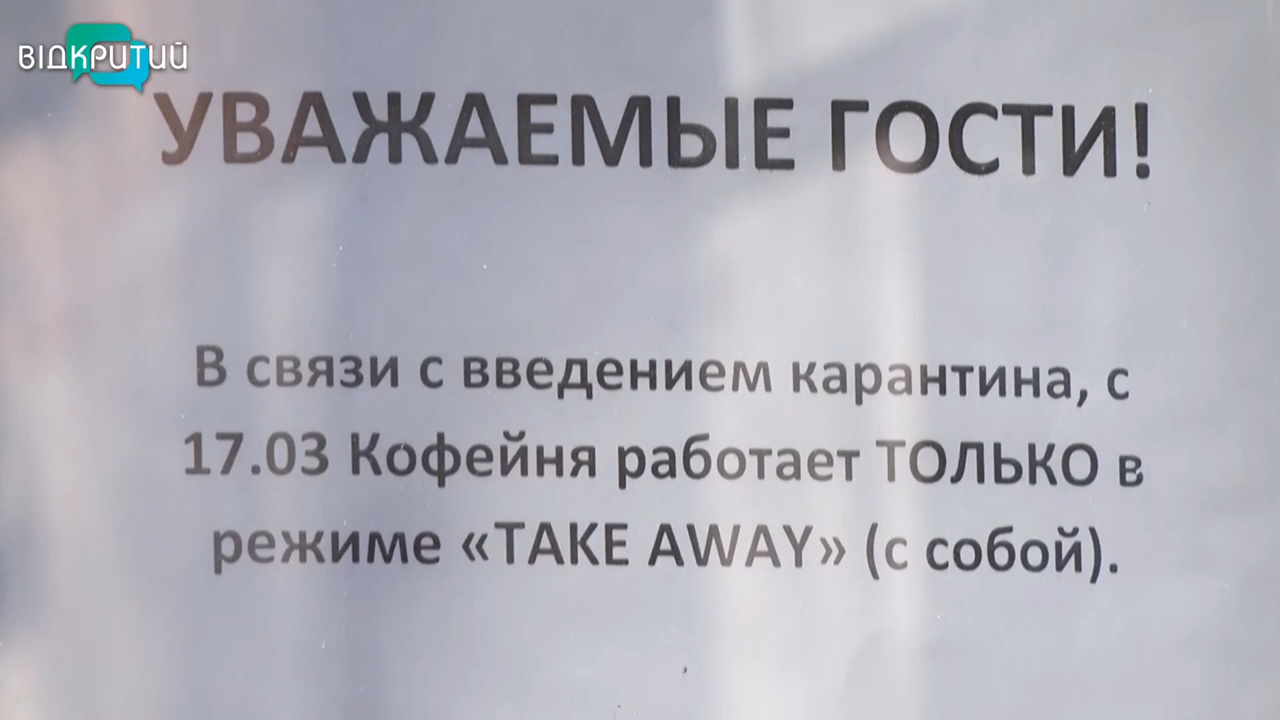 ВІДКРИТИЙ
УВАЖАЕМЫЕ ГОСТИ!
В связи с введением карантина, с
17.03 Кофейня работает ТОЛЬКО в
режиме «TAKE AWAY» (с собой).